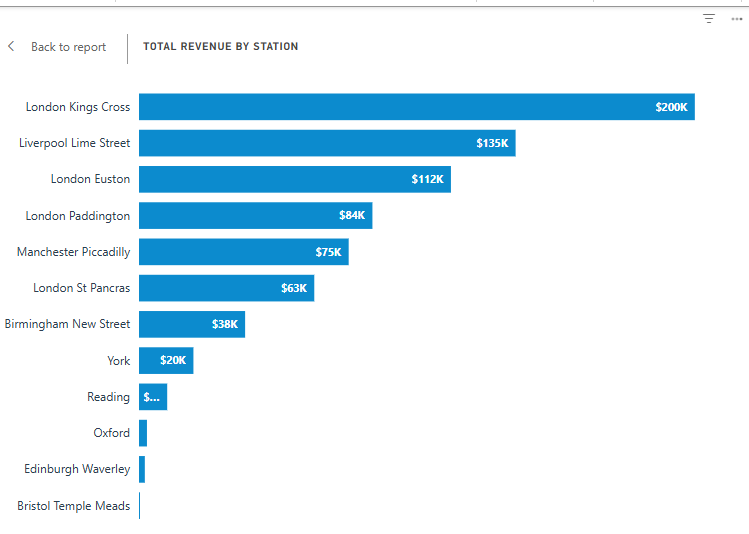 Back to report
TOTAL REVENUE BY STATION
London Kings Cross $200K
Liverpool Lime Street $135K
London Euston $112K
London Paddington $84K
Manchester Piccadilly $75K
London St Pancras $63K
Birmingham New Street $38K
York $20K
Reading $...
Oxford
Edinburgh Waverley
Bristol Temple Meads